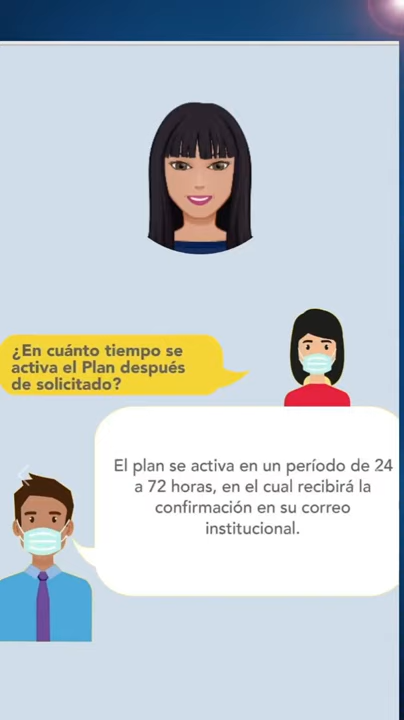 ¿En cuánto tiempo se
activa el Plan después
de solicitado?
El plan se activa en un período de 24
a 72 horas, en el cual recibirá la
confirmación en su correo
institucional.